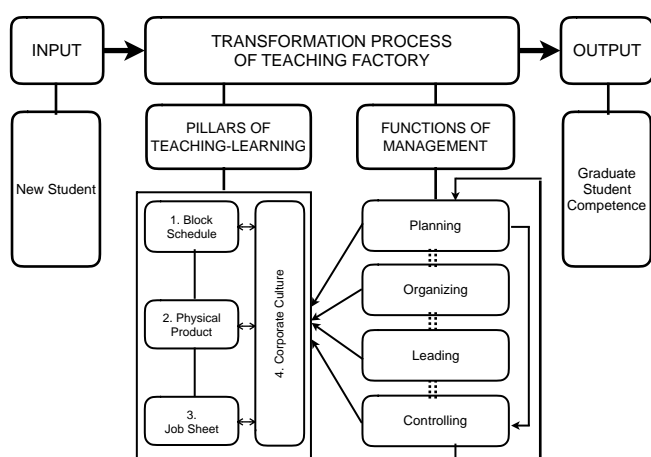 INPUT
TRANSFORMATION PROCESS
OF TEACHING FACTORY
OUTPUT
New Student
PILLARS OF
TEACHING-LEARNING
FUNCTIONS OF
MANAGEMENT
Graduate
Student
Competence
1. Block
Schedule
2. Physical
Product
3.
Job Sheet
4. Corporate Culture
Planning
Organizing
Leading
Controlling